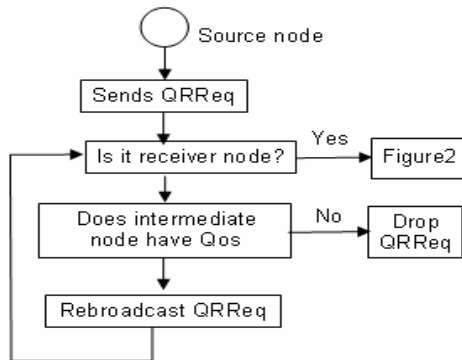 Source node
Sends QRReq
Is it receiver node?
Yes
Figure2
Does intermediate
node have Qos
No
Drop
QRReq
Rebroadcast QRReq